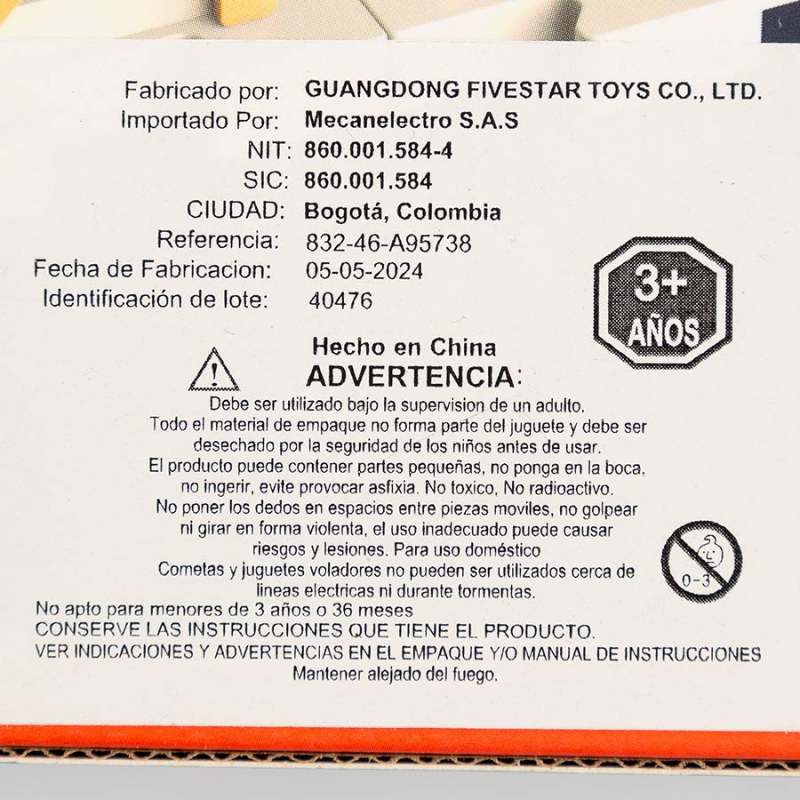 Fabricado por: GUANGDONG FIVESTAR TOYS CO., LTD.
Importado Por: Mecanelectro S.A.S
NIT: 860.001.584-4
SIC: 860.001.584
CIUDAD: Bogotá, Colombia
Referencia: 832-46-A95738
Fecha de Fabricacion: 05-05-2024
Identificación de lote: 40476
3+
AÑOS
Hecho en China
ADVERTENCIA:
Debe ser utilizado bajo la supervision de un adulto.
Todo el material de empaque no forma parte del juguete y debe ser
desechado por la seguridad de los niños antes de usar.
El producto puede contener partes pequeñas, no ponga en la boca,
no ingerir, evite provocar asfixia. No toxico, No radioactivo.
No poner los dedos en espacios entre piezas moviles, no golpear
ni girar en forma violenta, el uso inadecuado puede causar
riesgos y lesiones. Para uso doméstico
Cometas y juguetes voladores no pueden ser utilizados cerca de
lineas electricas ni durante tormentas.
0-3
No apto para menores de 3 años o 36 meses
CONSERVE LAS INSTRUCCIONES QUE TIENE EL PRODUCTO.
VER INDICACIONES Y ADVERTENCIAS EN EL EMPAQUE Y/O MANUAL DE INSTRUCCIONES
Mantener alejado del fuego.